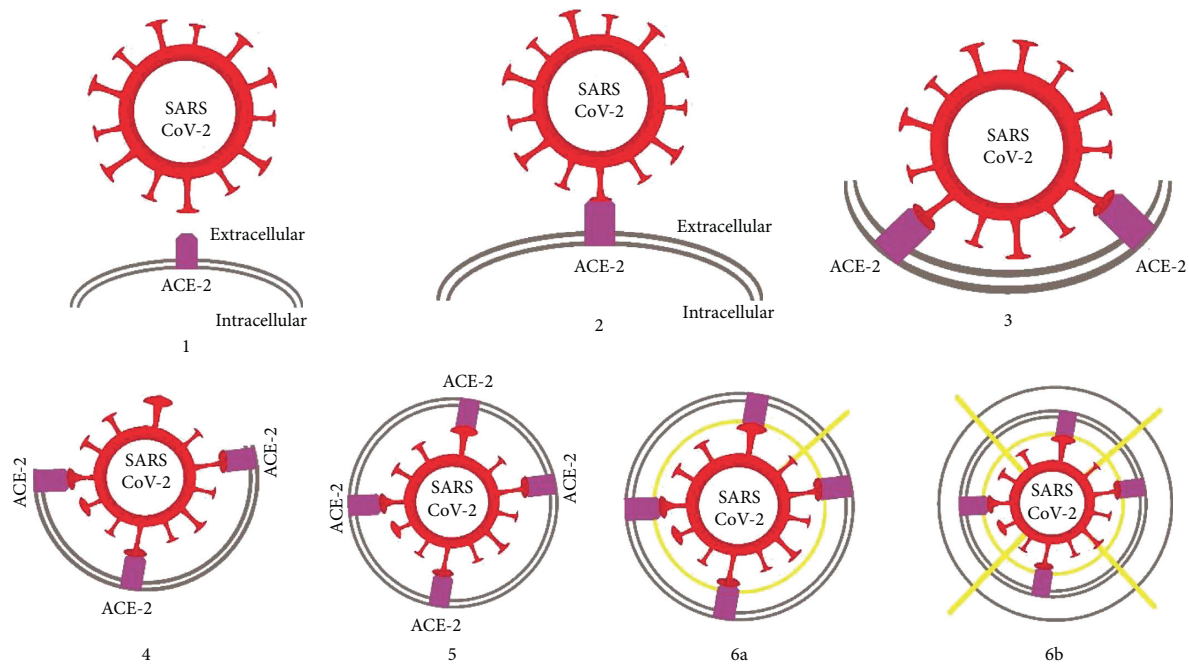 SARS
CoV-2
Extracellular
ACE-2
Intracellular
1
SARS
CoV-2
Extracellular
ACE-2
Intracellular
2
SARS
CoV-2
ACE-2
ACE-2
3
SARS
CoV-2
ACE-2
ACE-2
ACE-2
4
ACE-2
SARS
CoV-2
ACE-2
ACE-2
ACE-2
5
SARS
CoV-2
6a
SARS
CoV-2
6b